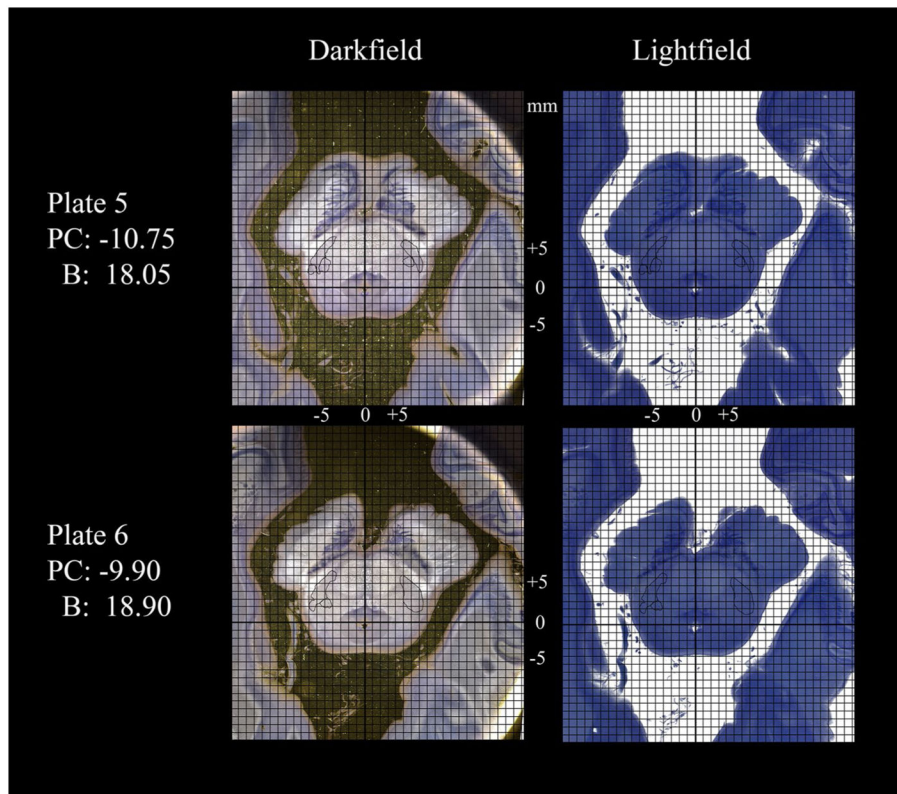 Darkfield
Lightfield
mm
Plate 5
PC: -10.75
B: 18.05
+5
0
-5
-5 0 +5
-5 0 +5
Plate 6
PC: -9.90
B: 18.90
+5
0
-5